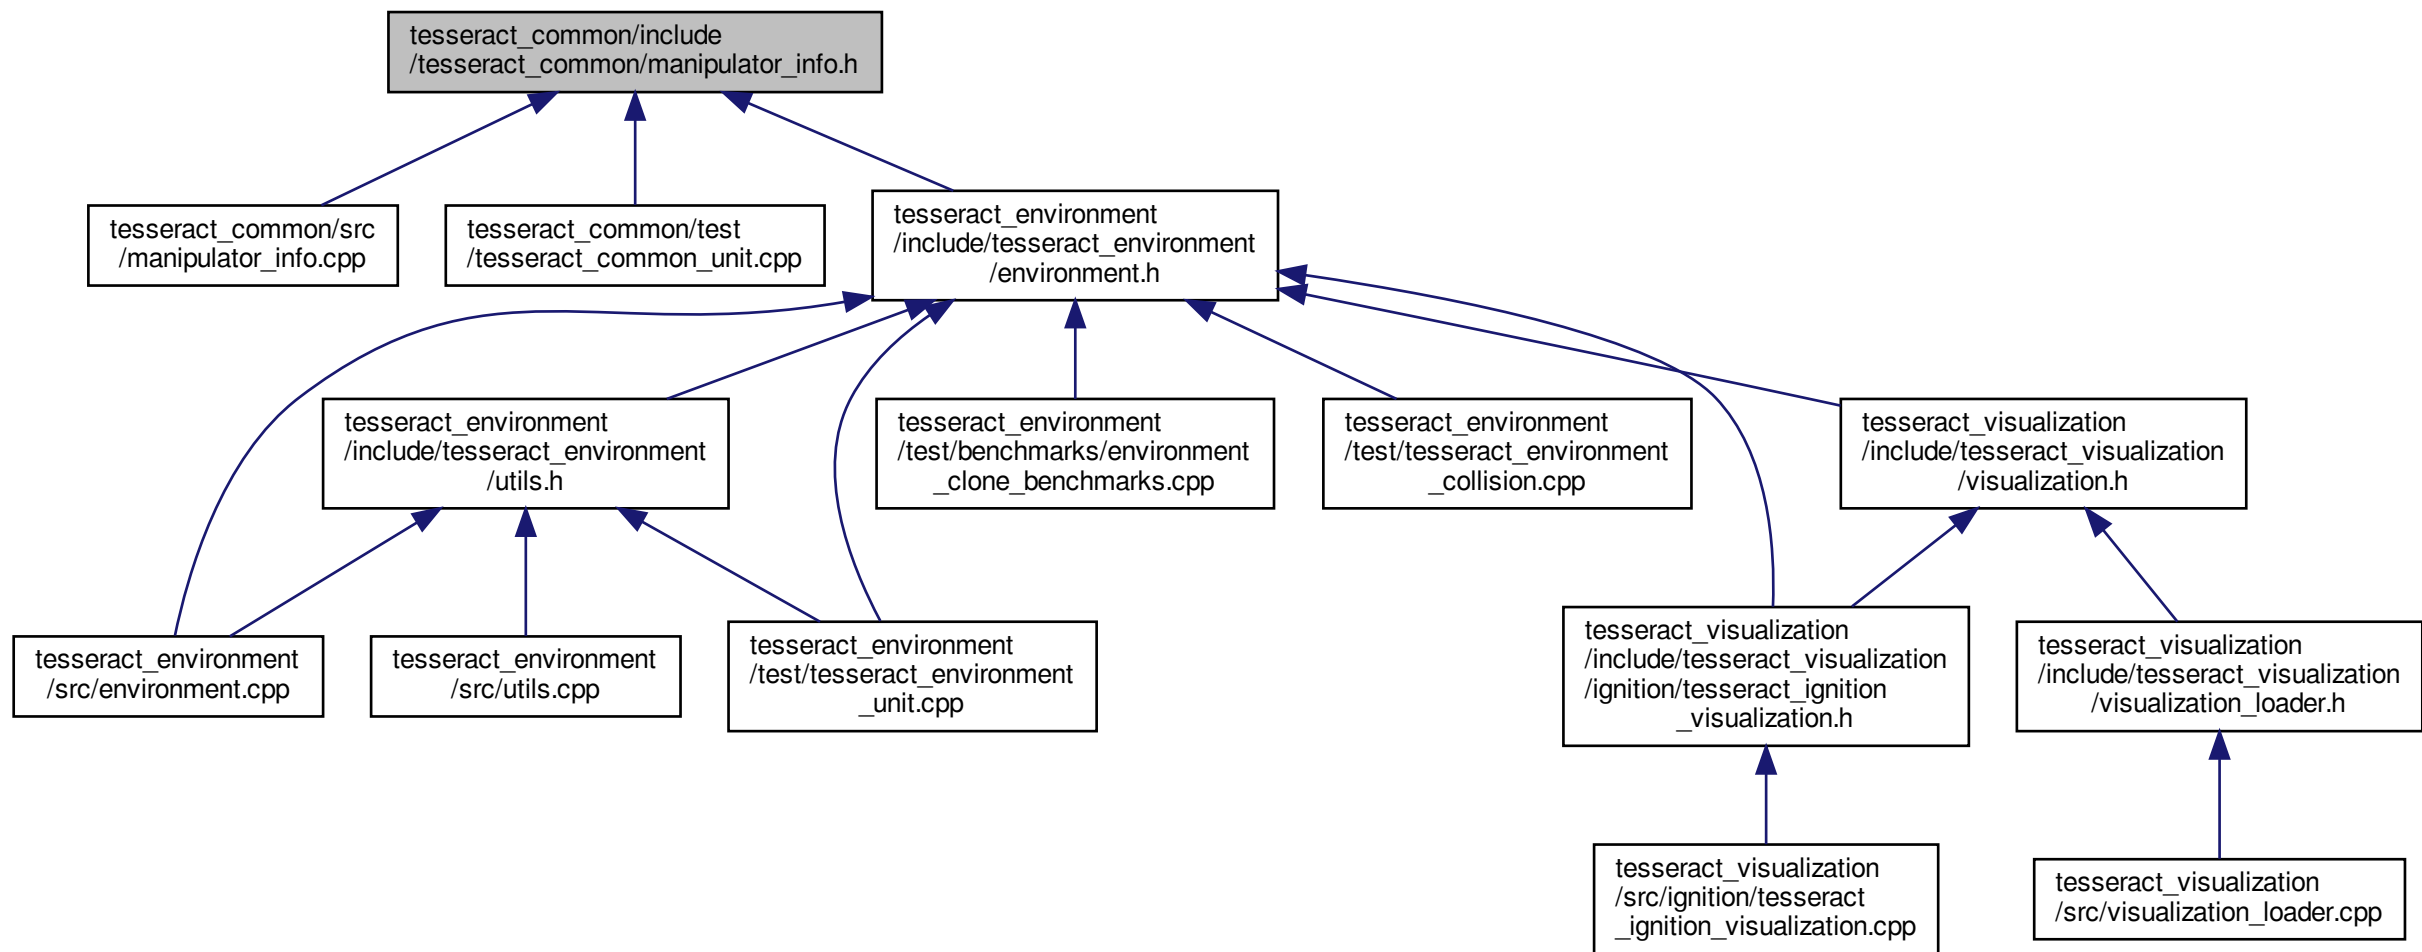 tesseract_common/include
/tesseract_common/manipulator_info.h
tesseract_common/src
/manipulator_info.cpp
tesseract_common/test
/tesseract_common_unit.cpp
tesseract_environment
/include/tesseract_environment
/environment.h
tesseract_environment
/include/tesseract_environment
/utils.h
tesseract_environment
/test/benchmarks/environment
_clone_benchmarks.cpp
tesseract_environment
/test/tesseract_environment
_collision.cpp
tesseract_visualization
/include/tesseract_visualization
/visualization.h
tesseract_environment
/src/environment.cpp
tesseract_environment
/src/utils.cpp
tesseract_environment
/test/tesseract_environment
_unit.cpp
tesseract_visualization
/include/tesseract_visualization
/ignition/tesseract_ignition
_visualization.h
tesseract_visualization
/include/tesseract_visualization
/visualization_loader.h
tesseract_visualization
/src/ignition/tesseract
_ignition_visualization.cpp
tesseract_visualization
/src/visualization_loader.cpp